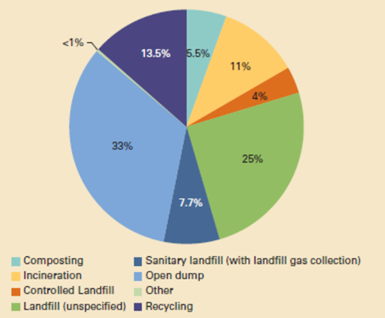 <1%
13.5%
5.5%
11%
4%
33%
25%
7.7%
Composting
Incineration
Controlled Landfill
Landfill (unspecified)
Sanitary landfill (with landfill gas collection)
Open dump
Other
Recycling